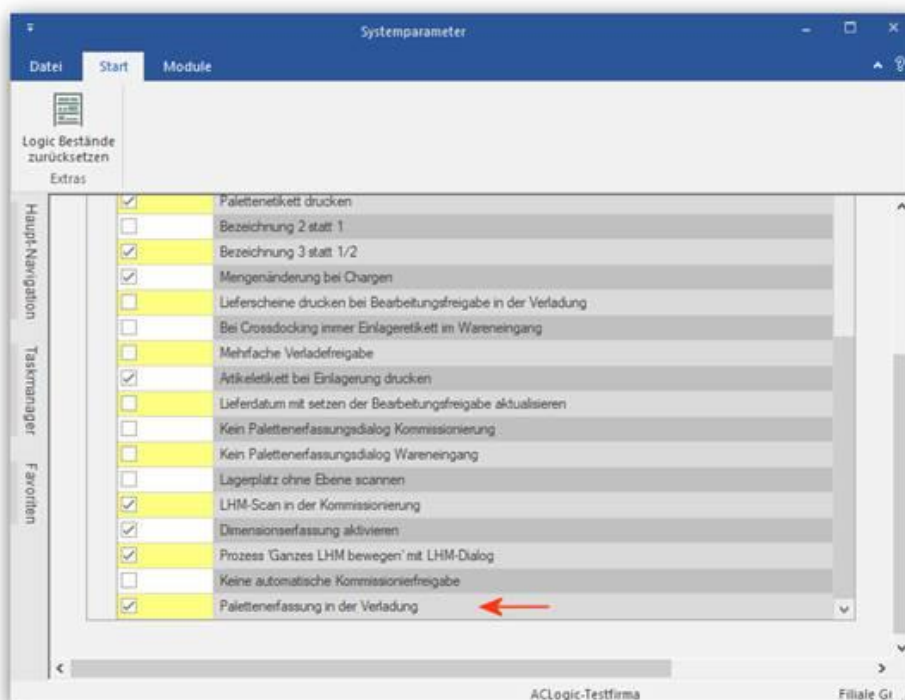 Systemparameter
Datei Start Module
Logic Bestände
zurücksetzen
Extras
Haupt-Navigation
Taskmanager
Favoriten
Palettenetikett drucken
Bezeichnung 2 statt 1
Bezeichnung 3 statt 1/2
Mengenänderung bei Chargen
Lieferscheine drucken bei Bearbeitungsfreigabe in der Verladung
Bei Crossdocking immer Einlageretikett im Wareneingang
Mehrfache Verladefreigabe
Artikeletikett bei Einlagerung drucken
Lieferdatum mit setzen der Bearbeitungsfreigabe aktualisieren
Kein Palettenerfassungsdialog Kommissionierung
Kein Palettenerfassungsdialog Wareneingang
Lagerplatz ohne Ebene scannen
LHM-Scan in der Kommissionierung
Dimensionserfassung aktivieren
Prozess 'Ganzes LHM bewegen' mit LHM-Dialog
Keine automatische Kommissionierfreigabe
Palettenerfassung in der Verladung
ACLogic-Testfirma Filiale Gr